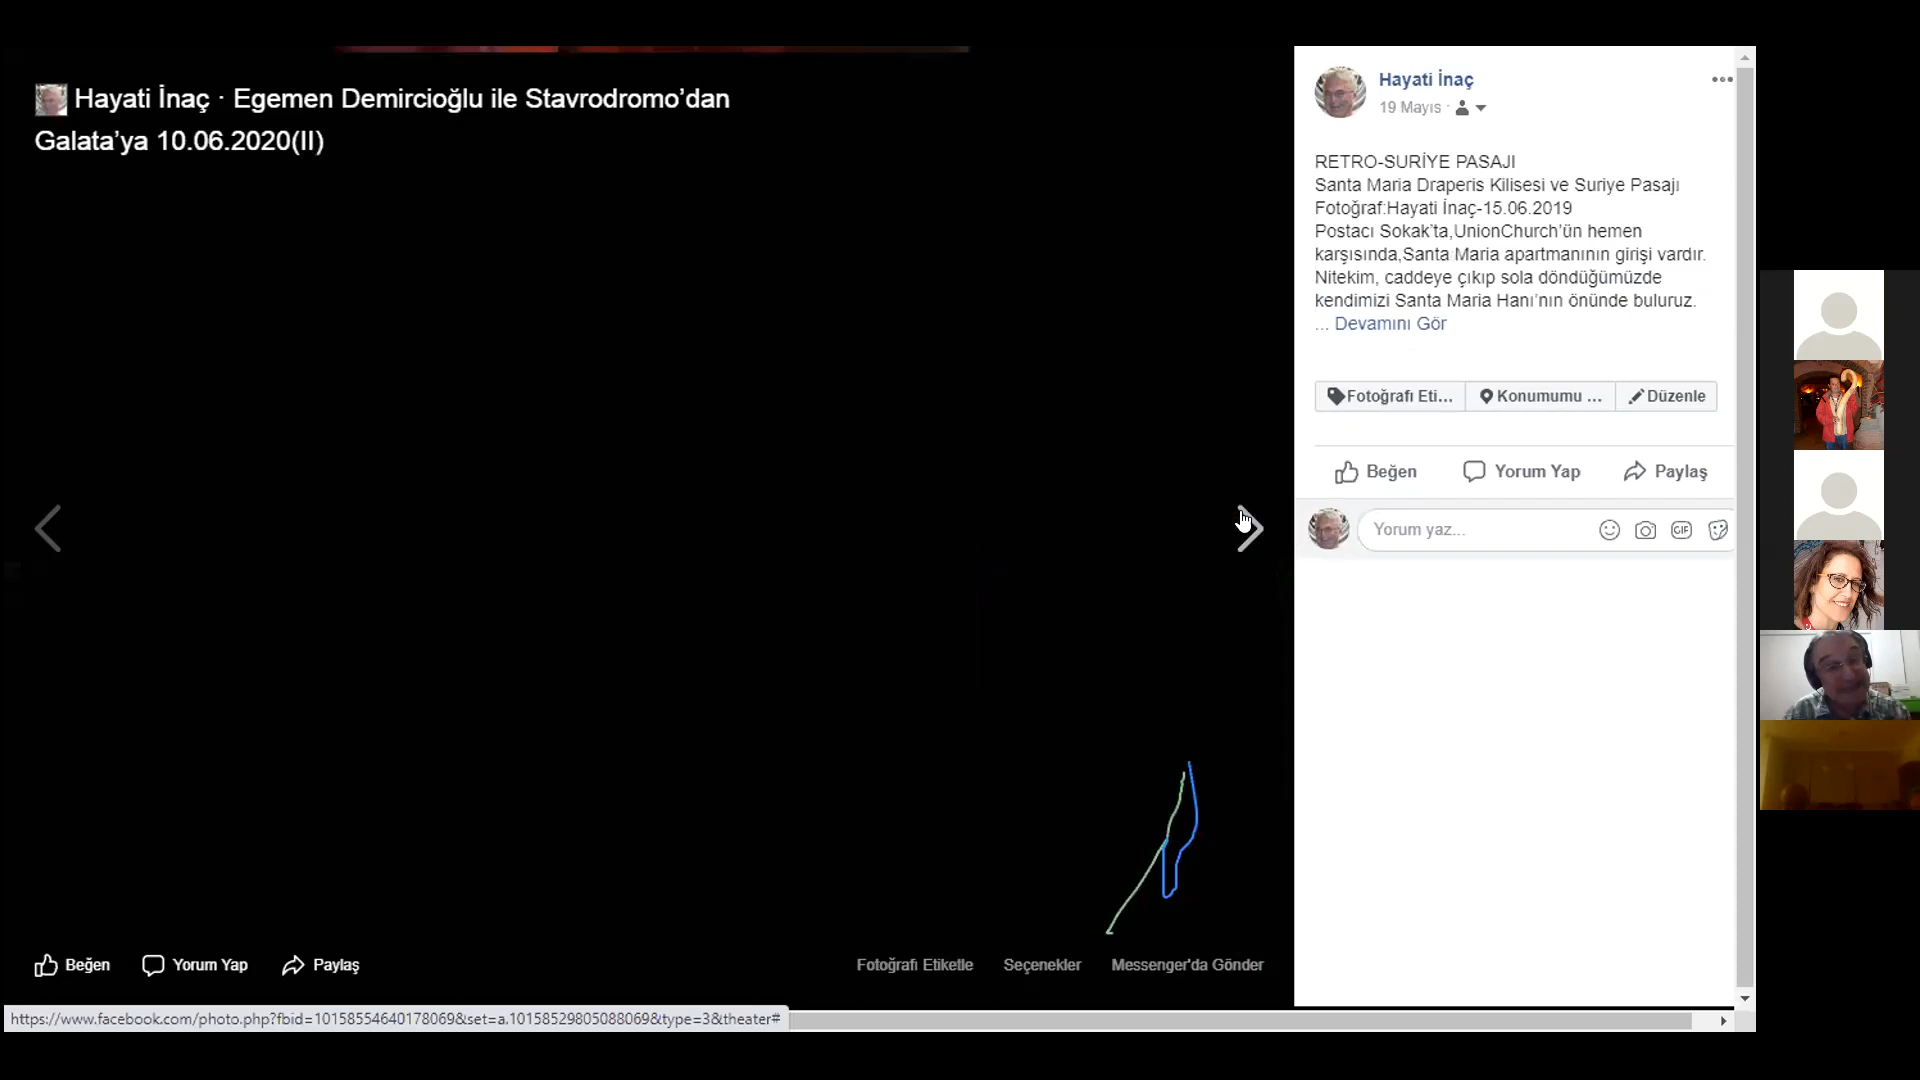 Hayati İnaç · Egemen Demircioğlu ile Stavrodromo’dan
Galata’ya 10.06.2020(II)
Beğen
Yorum Yap
Paylaş
Fotoğrafı Etiketle
Seçenekler
Messenger'da Gönder
https://www.facebook.com/photo.php?fbid=10158554640178069&set=a.10158529805088069&type=3&theater#
Hayati İnaç
19 Mayıs ·
RETRO-SURİYE PASAJI
Santa Maria Draperis Kilisesi ve Suriye Pasajı
Fotoğraf:Hayati İnaç-15.06.2019
Postacı Sokak’ta,UnionChurch’ün hemen
karşısında,Santa Maria apartmanının girişi vardır.
Nitekim, caddeye çıkıp sola döndüğümüzde
kendimizi Santa Maria Hanı’nın önünde buluruz.
... Devamını Gör
Fotoğrafı Eti...
Konumumu ...
Düzenle
Beğen
Yorum Yap
Paylaş
Yorum yaz...
GIF